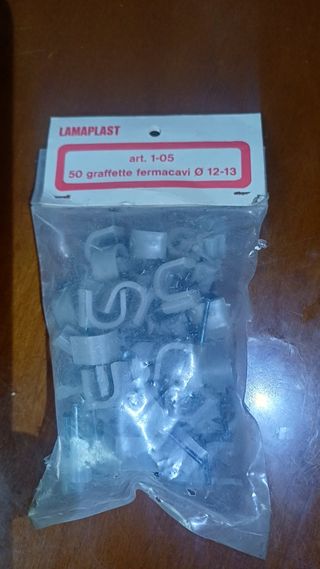 LAMAPLAST
art. 1-05
50 graffette fermacavi Ø 12-13